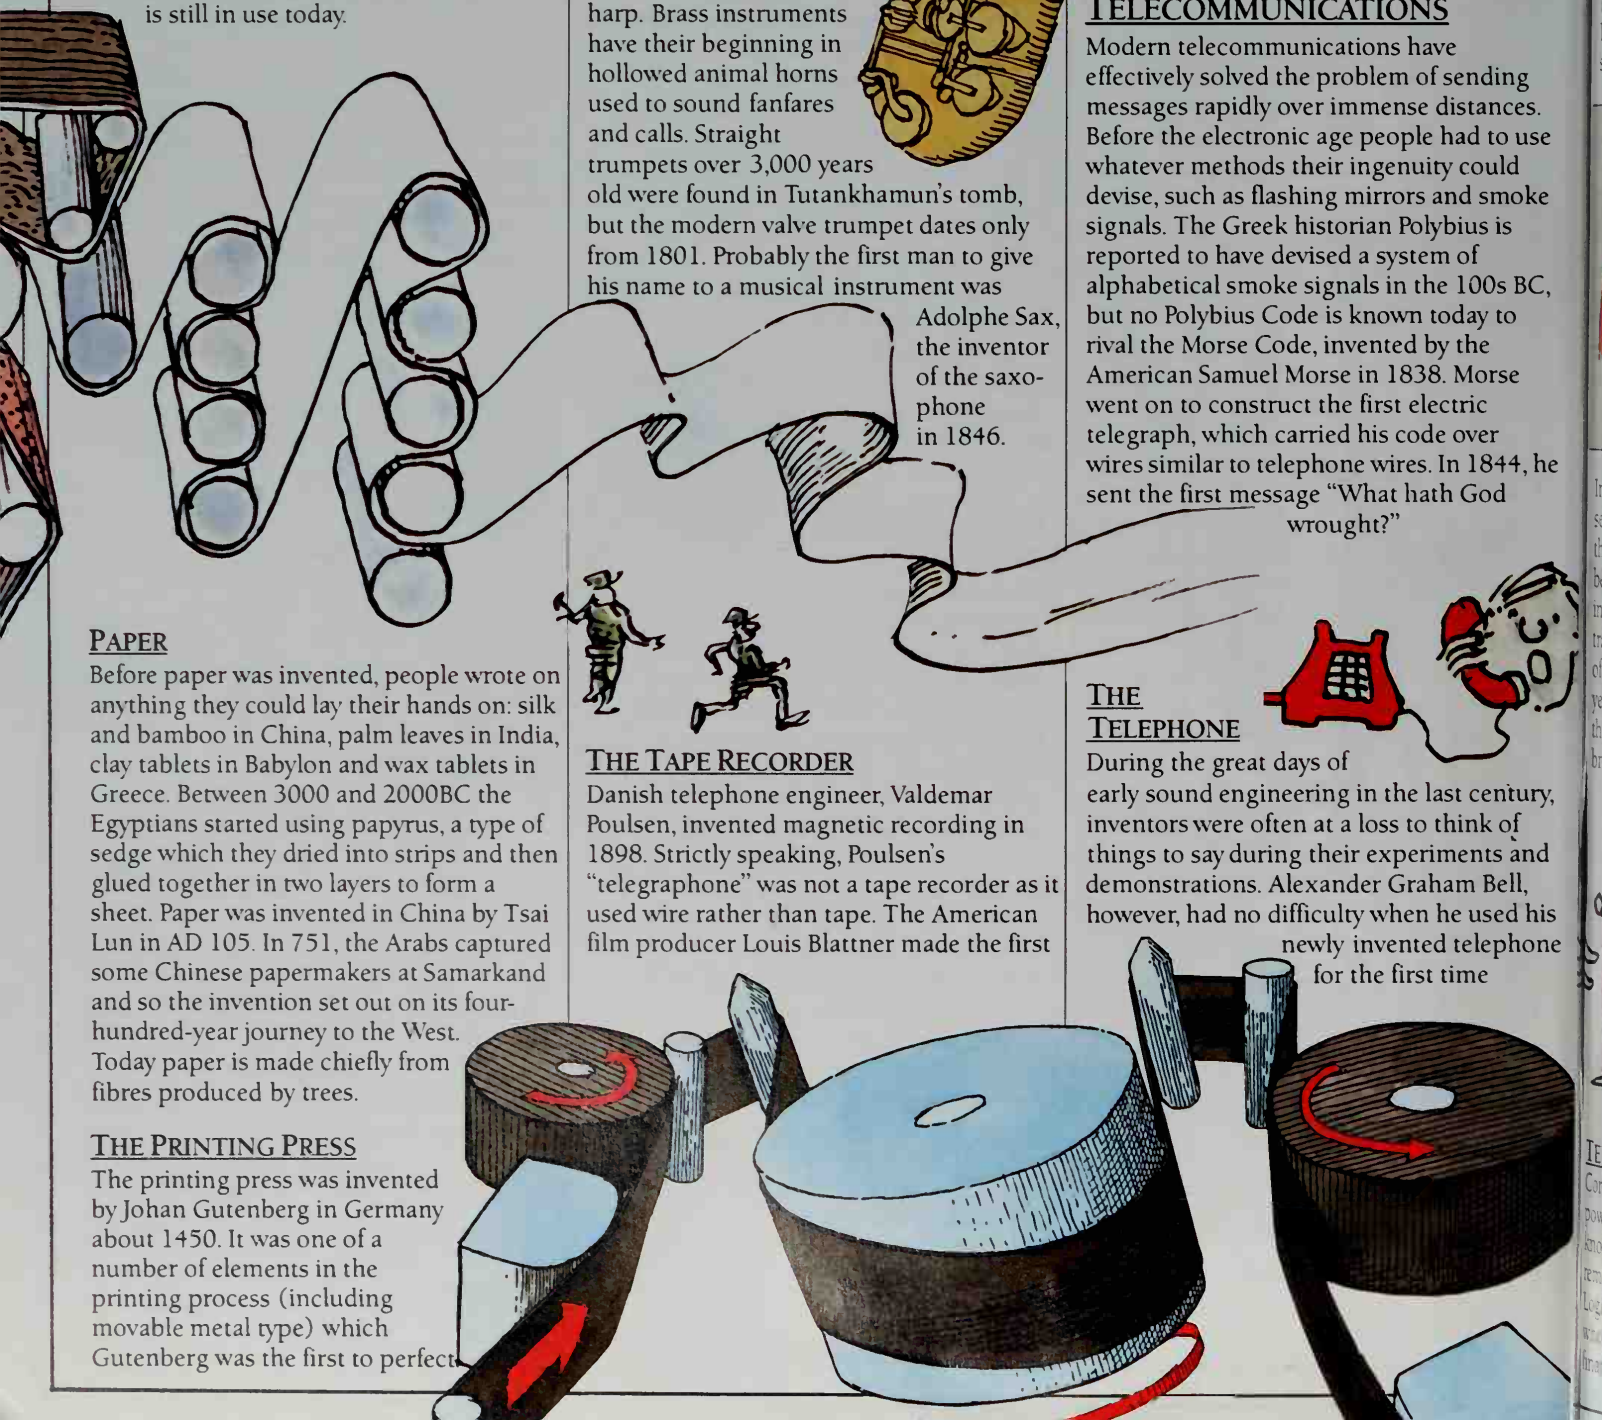 is still in use today.
PAPER
Before paper was invented, people wrote on
anything they could lay their hands on: silk
and bamboo in China, palm leaves in India,
clay tablets in Babylon and wax tablets in
Greece. Between 3000 and 2000BC the
Egyptians started using papyrus, a type of
sedge which they dried into strips and then
glued together in two layers to form a
sheet. Paper was invented in China by Tsai
Lun in AD 105. In 751, the Arabs captured
some Chinese papermakers at Samarkand
and so the invention set out on its four-
hundred-year journey to the West.
Today paper is made chiefly from
fibres produced by trees.
THE PRINTING PRESS
The printing press was invented
by Johan Gutenberg in Germany
about 1450. It was one of a
number of elements in the
printing process (including
movable metal type) which
Gutenberg was the first to perfect.
harp. Brass instruments
have their beginning in
hollowed animal horns
used to sound fanfares
and calls. Straight
trumpets over 3,000 years
old were found in Tutankhamun's tomb,
but the modern valve trumpet dates only
from 1801. Probably the first man to give
his name to a musical instrument was
Adolphe Sax,
the inventor
of the saxo-
phone
in 1846.
THE TAPE RECORDER
Danish telephone engineer, Valdemar
Poulsen, invented magnetic recording in
1898. Strictly speaking, Poulsen's
“telegraphone” was not a tape recorder as it
used wire rather than tape. The American
film producer Louis Blattner made the first
TELECOMMUNICATIONS
Modern telecommunications have
effectively solved the problem of sending
messages rapidly over immense distances.
Before the electronic age people had to use
whatever methods their ingenuity could
devise, such as flashing mirrors and smoke
signals. The Greek historian Polybius is
reported to have devised a system of
alphabetical smoke signals in the 100s BC,
but no Polybius Code is known today to
rival the Morse Code, invented by the
American Samuel Morse in 1838. Morse
went on to construct the first electric
telegraph, which carried his code over
wires similar to telephone wires. In 1844, he
sent the first message “What hath God
wrought?”
THE
TELEPHONE
During the great days of
early sound engineering in the last century,
inventors were often at a loss to think of
things to say during their experiments and
demonstrations. Alexander Graham Bell,
however, had no difficulty when he used his
newly invented telephone
for the first time